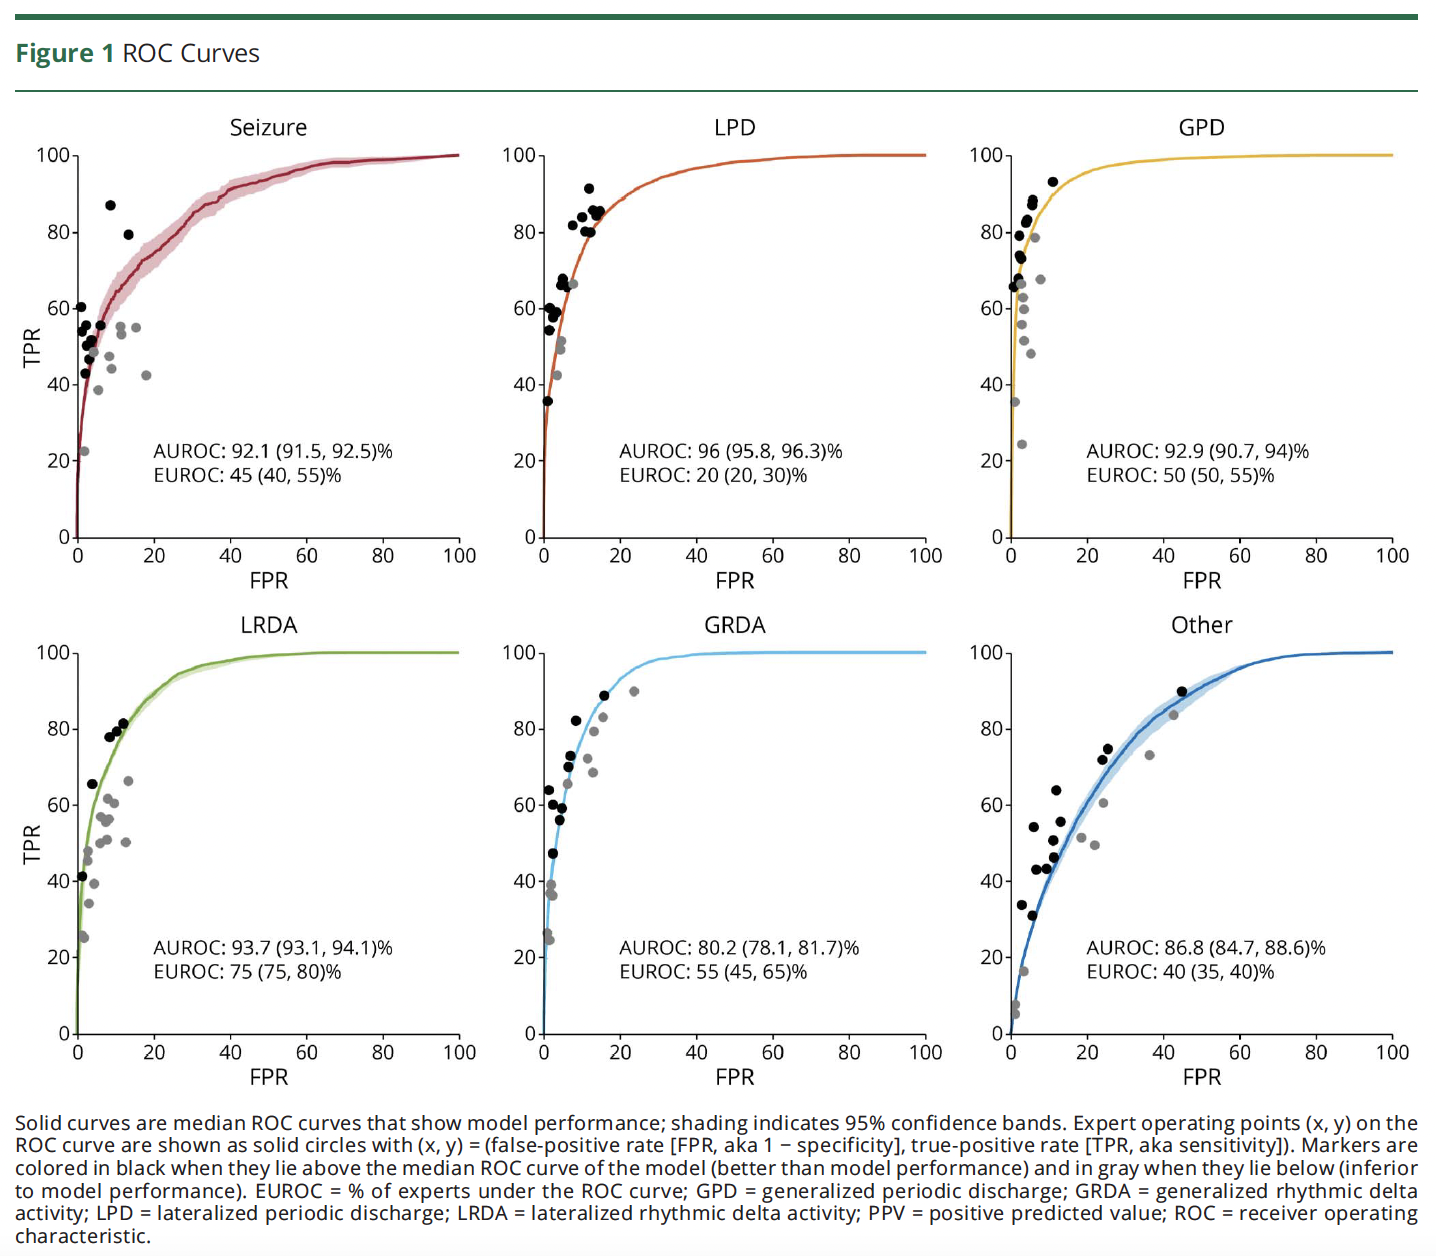 Figure 1 ROC Curves
Seizure
100
80
60
40
20
0
TPR
0 20 40 60 80 100
FPR
AUROC: 92.1 (91.5, 92.5)%
EUROC: 45 (40, 55)%
LPD
100
80
60
40
20
0
0 20 40 60 80 100
FPR
AUROC: 96 (95.8, 96.3)%
EUROC: 20 (20, 30)%
GPD
100
80
60
40
20
0
0 20 40 60 80 100
FPR
AUROC: 92.9 (90.7, 94)%
EUROC: 50 (50, 55)%
LRDA
100
80
60
40
20
0
TPR
0 20 40 60 80 100
FPR
AUROC: 93.7 (93.1, 94.1)%
EUROC: 75 (75, 80)%
GRDA
100
80
60
40
20
0
0 20 40 60 80 100
FPR
AUROC: 80.2 (78.1, 81.7)%
EUROC: 55 (45, 65)%
Other
100
80
60
40
20
0
0 20 40 60 80 100
FPR
AUROC: 86.8 (84.7, 88.6)%
EUROC: 40 (35, 40)%
Solid curves are median ROC curves that show model performance; shading indicates 95% confidence bands. Expert operating points (x, y) on the
ROC curve are shown as solid circles with (x, y) = (false-positive rate [FPR, aka 1 − specificity], true-positive rate [TPR, aka sensitivity]). Markers are
colored in black when they lie above the median ROC curve of the model (better than model performance) and in gray when they lie below (inferior
to model performance). EUROC = % of experts under the ROC curve; GPD = generalized periodic discharge; GRDA = generalized rhythmic delta
activity; LPD = lateralized periodic discharge; LRDA = lateralized rhythmic delta activity; PPV = positive predicted value; ROC = receiver operating
characteristic.